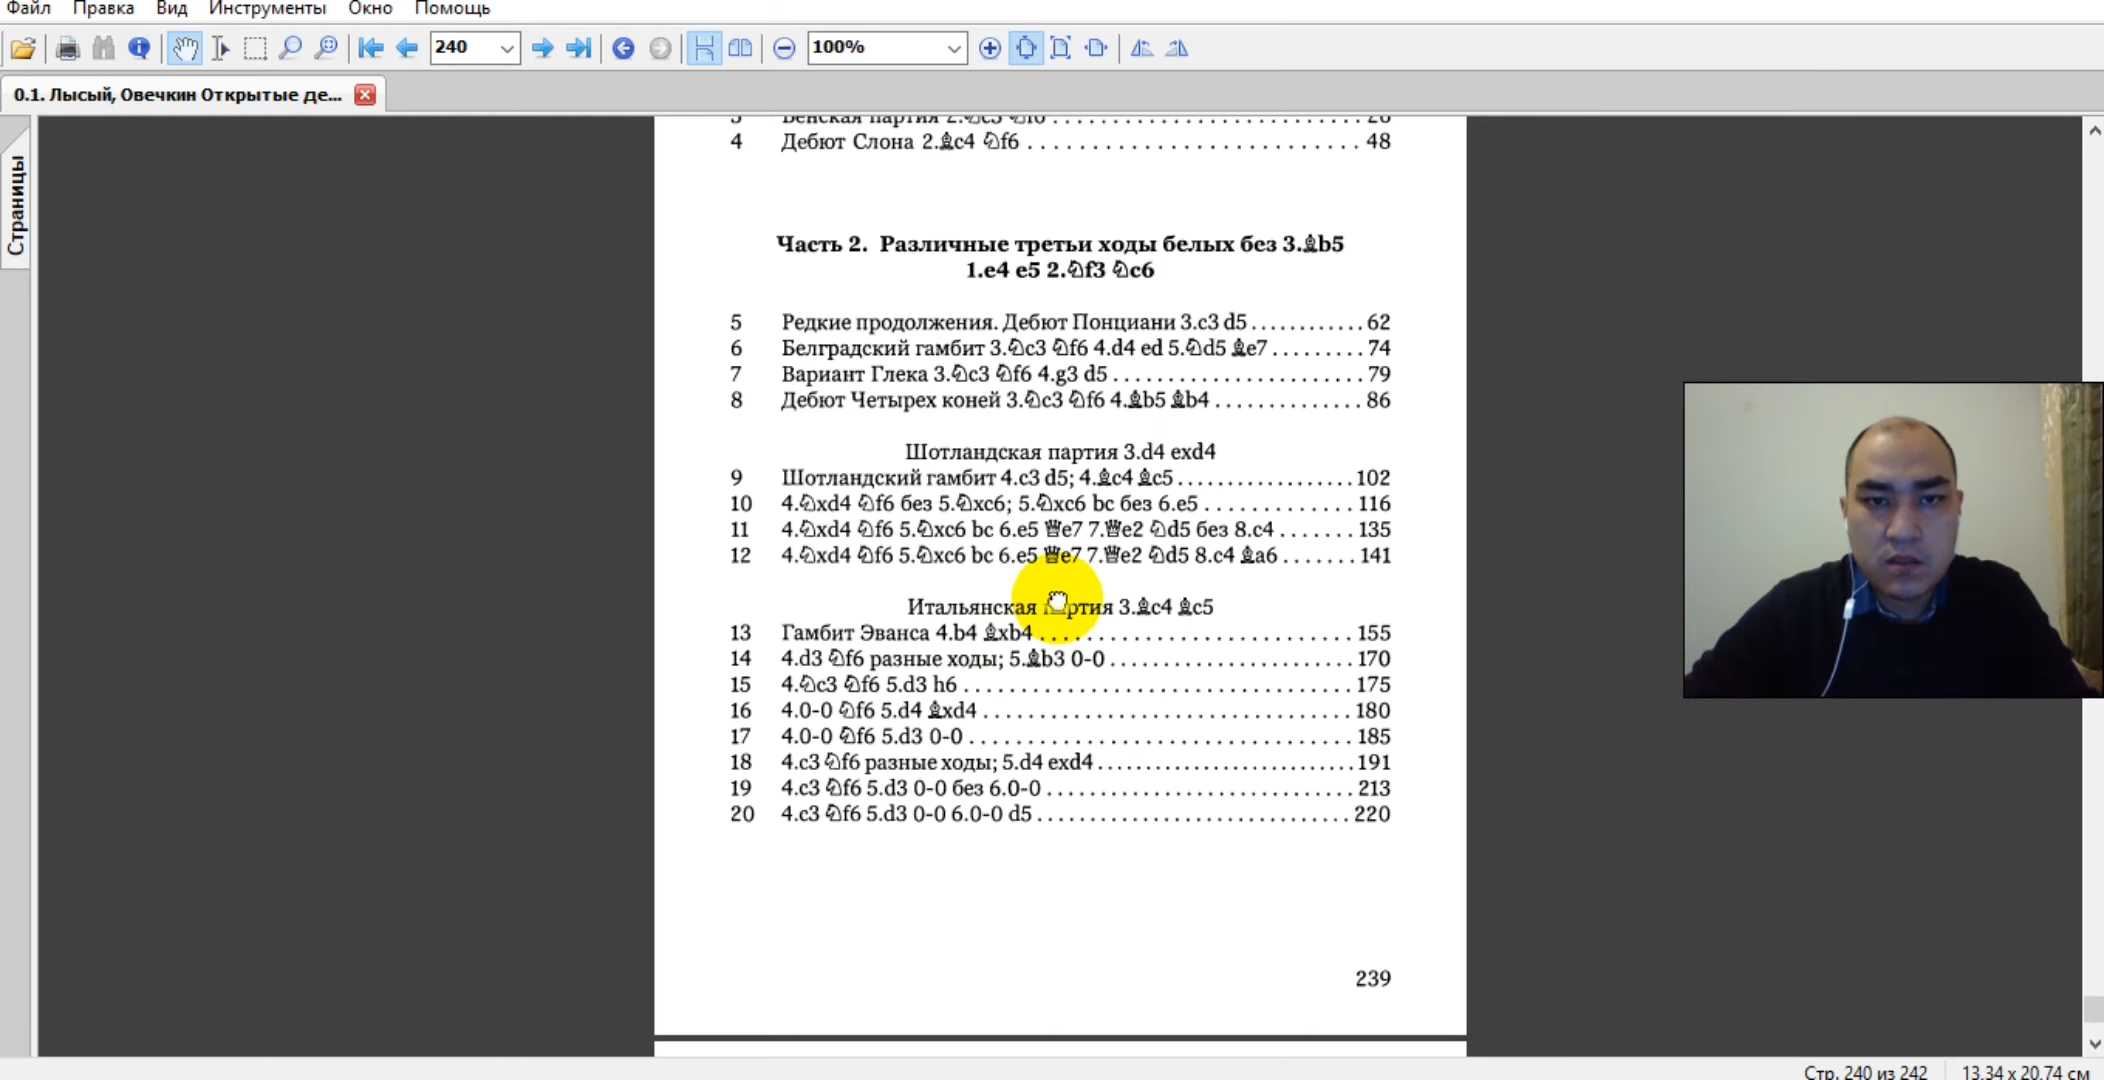 Файл Правка Вид Инструменты Окно Помощь
240 100%
0.1. Лысый, Овечкин Открытые де...
Страницы
3 Венская партия 2.♘c3 ♘f6 . . . . . . . . . . . . . . . . . . . . . . . . . . . 26
4 Дебют Слона 2.♗c4 ♘f6 . . . . . . . . . . . . . . . . . . . . . . . . . . . . 48
Часть 2. Различные третьи ходы белых без 3.♗b5
1.e4 e5 2.♘f3 ♘c6
5 Редкие продолжения. Дебют Понциани 3.c3 d5 . . . . . . . . . . . . 62
6 Белградский гамбит 3.♘c3 ♘f6 4.d4 ed 5.♘d5 ♗e7 . . . . . . . . . 74
7 Вариант Глека 3.♘c3 ♘f6 4.g3 d5 . . . . . . . . . . . . . . . . . . . . . 79
8 Дебют Четырех коней 3.♘c3 ♘f6 4.♗b5 ♗b4 . . . . . . . . . . . . . 86
Шотландская партия 3.d4 exd4
9 Шотландский гамбит 4.c3 d5; 4.♗c4 ♗c5 . . . . . . . . . . . . . . . . . 102
10 4.♘xd4 ♘f6 без 5.♘xc6; 5.♘xc6 bc без 6.e5 . . . . . . . . . . . . . 116
11 4.♘xd4 ♘f6 5.♘xc6 bc 6.e5 ♕e7 7.♕e2 ♘d5 без 8.c4 . . . . . . . 135
12 4.♘xd4 ♘f6 5.♘xc6 bc 6.e5 ♕e7 7.♕e2 ♘d5 8.c4 ♗a6 . . . . . . . 141
Итальянская партия 3.♗c4 ♗c5
13 Гамбит Эванса 4.b4 ♗xb4 . . . . . . . . . . . . . . . . . . . . . . . . . . . 155
14 4.d3 ♘f6 разные ходы; 5.♗b3 0-0 . . . . . . . . . . . . . . . . . . . . . 170
15 4.♘c3 ♘f6 5.d3 h6 . . . . . . . . . . . . . . . . . . . . . . . . . . . . . . . . . 175
16 4.0-0 ♘f6 5.d4 ♗xd4 . . . . . . . . . . . . . . . . . . . . . . . . . . . . . . . 180
17 4.0-0 ♘f6 5.d3 0-0 . . . . . . . . . . . . . . . . . . . . . . . . . . . . . . . . . 185
18 4.c3 ♘f6 разные ходы; 5.d4 exd4 . . . . . . . . . . . . . . . . . . . . . . 191
19 4.c3 ♘f6 5.d3 0-0 без 6.0-0 . . . . . . . . . . . . . . . . . . . . . . . . . . 213
20 4.c3 ♘f6 5.d3 0-0 6.0-0 d5 . . . . . . . . . . . . . . . . . . . . . . . . . . . 220
239
Стр. 240 из 242 13.34 x 20.74 см